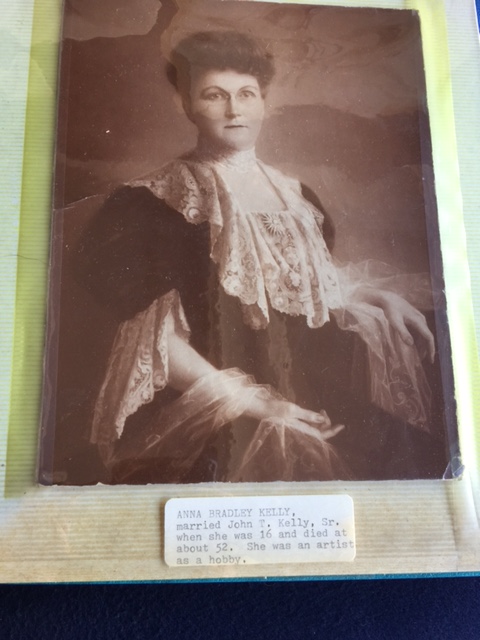 ANNA BRADLEY KELLY,
married John T. Kelly, Sr.
when she was 16 and died at
about 52. She was an artist
as a hobby.